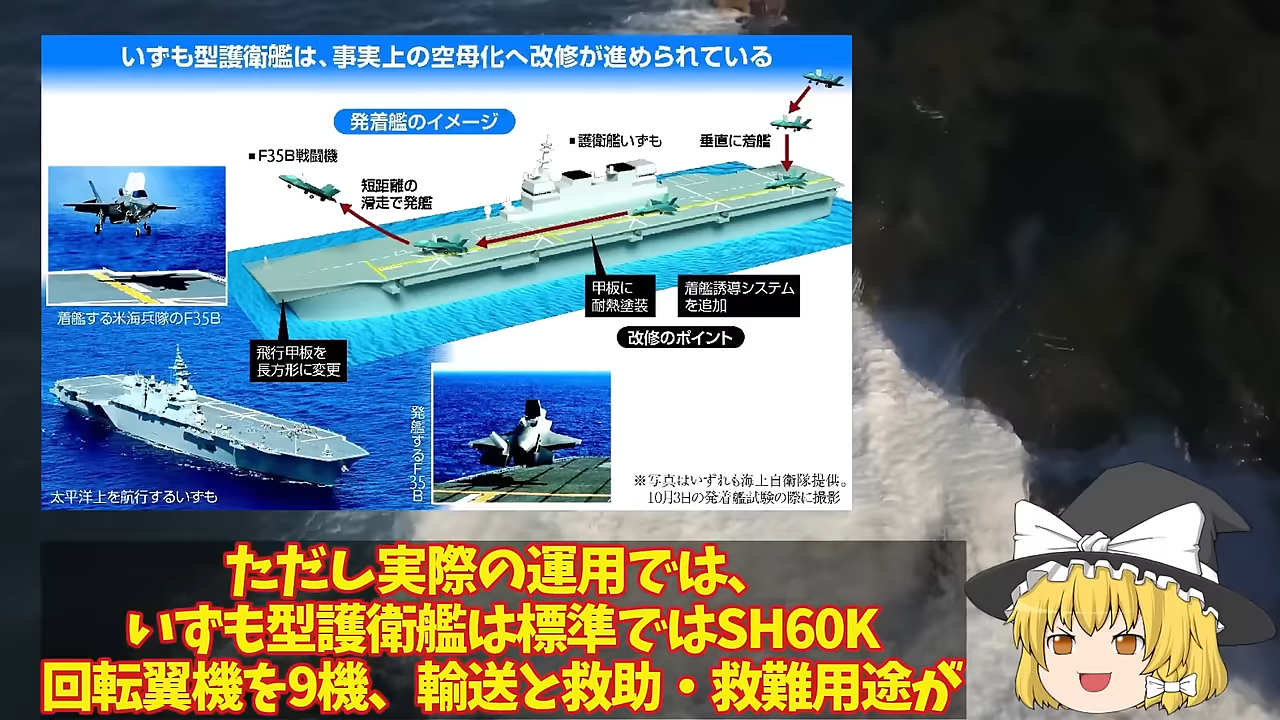 いずも型護衛艦は、事実上の空母化へ改修が進められている
発着艦のイメージ
■F35B戦闘機
■護衛艦いずも
垂直に着艦
短距離の
滑走で発艦
甲板に
耐熱塗装
着艦誘導システム
を追加
改修のポイント
着艦する米海兵隊のF35B
飛行甲板を
長方形に変更
発艦するF35B
太平洋上を航行するいずも
※写真はいずれも海上自衛隊提供。
10月3日の発着艦試験の際に撮影
ただし実際の運用では、
いずも型護衛艦は標準ではSH60K
回転翼機を9機、輸送と救助・救難用途が